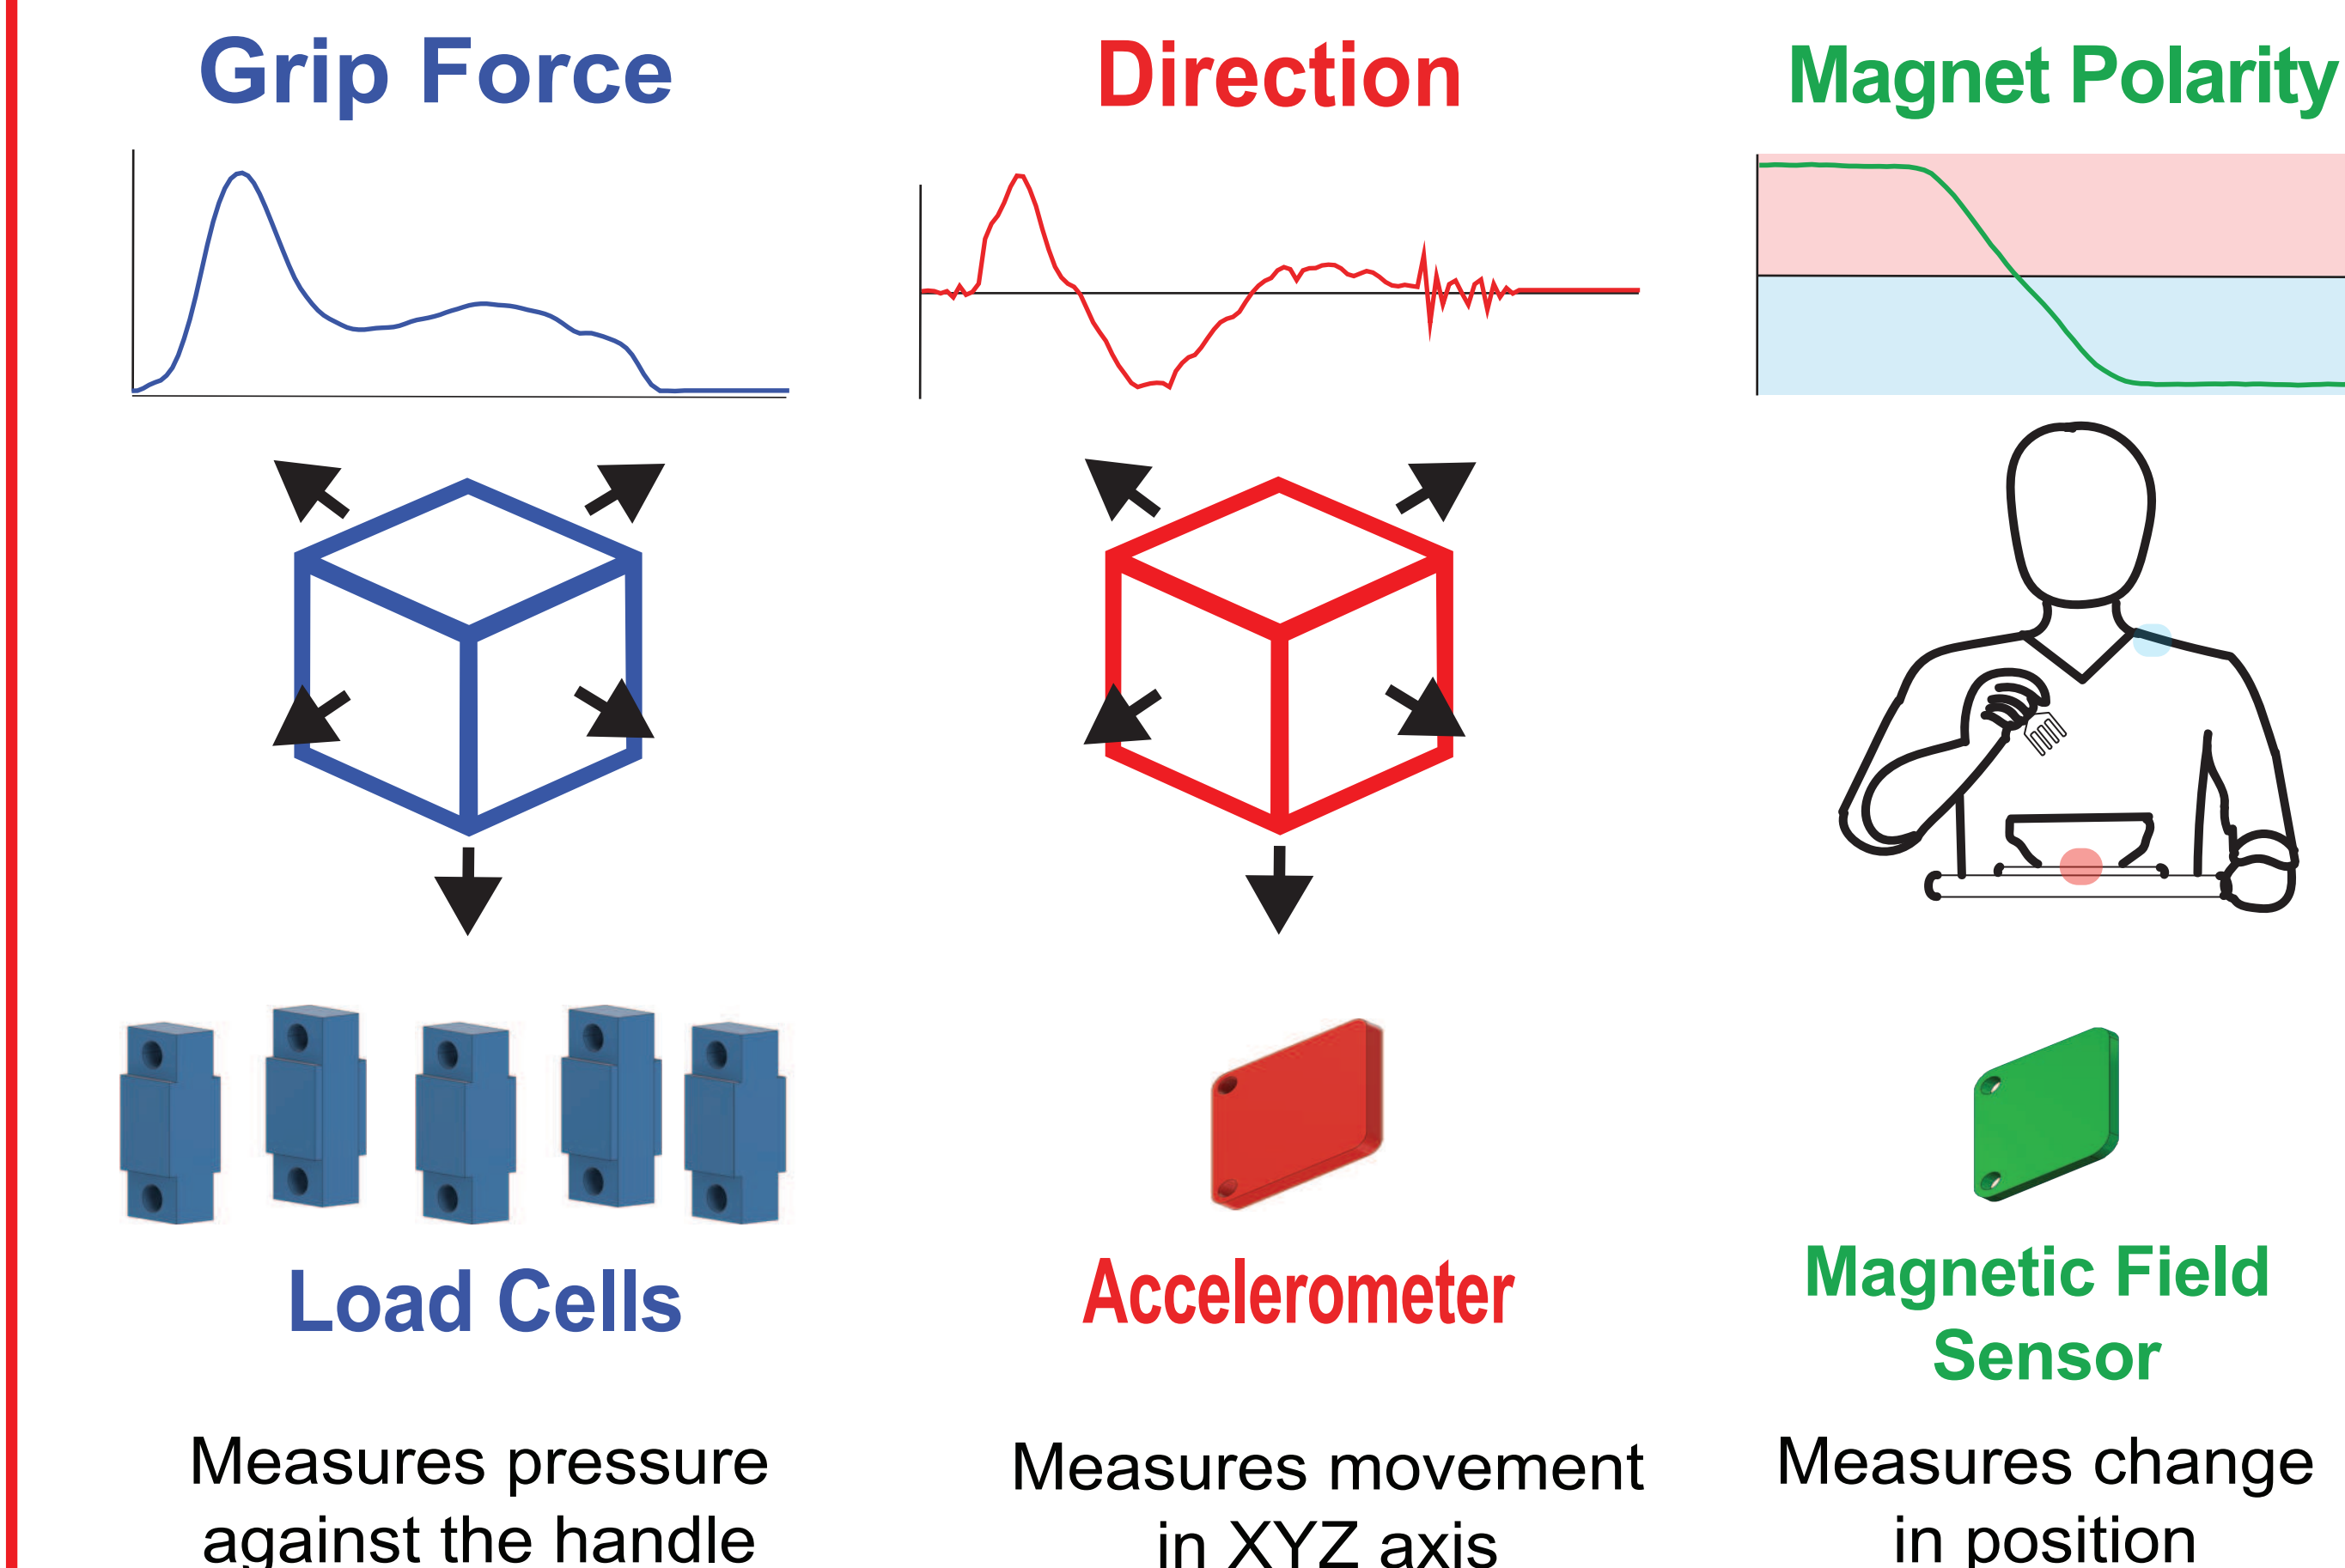 Grip Force
Direction
Magnet Polarity
Load Cells
Accelerometer
Magnetic Field
Sensor
Measures pressure
against the handle
Measures movement
in XYZ axis
Measures change
in position